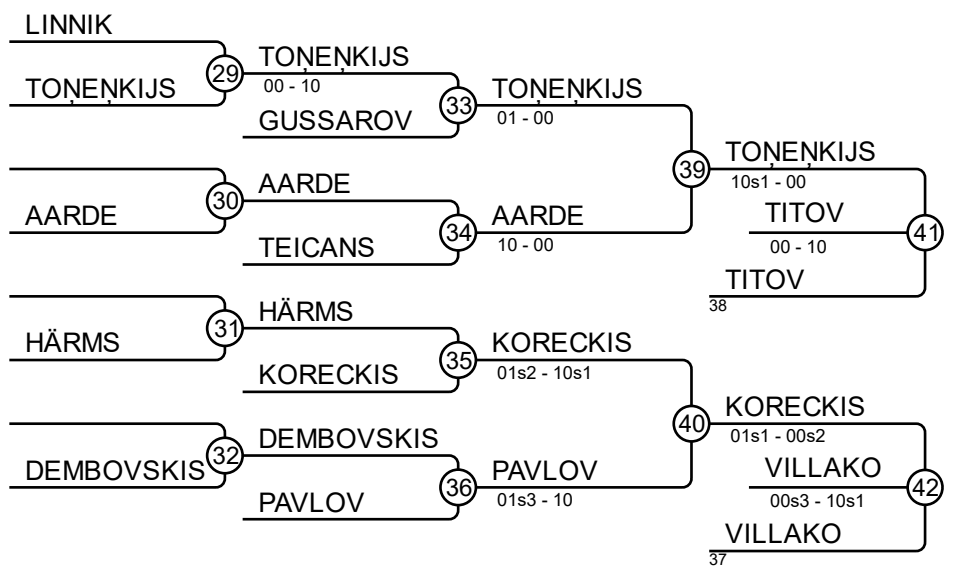 LINNIK
TOŅEŅKIJS
29
TOŅEŅKIJS
00 - 10
GUSSAROV
33
TOŅEŅKIJS
01 - 00
AARDE
30
AARDE
TEICANS
34
AARDE
10 - 00
39
TOŅEŅKIJS
10s1 - 00
TITOV
00 - 10
41
TITOV
38
HÄRMS
31
HÄRMS
KORECKIS
35
KORECKIS
01s2 - 10s1
DEMBOVSKIS
32
DEMBOVSKIS
PAVLOV
36
PAVLOV
01s3 - 10
40
KORECKIS
01s1 - 00s2
VILLAKO
00s3 - 10s1
42
VILLAKO
37